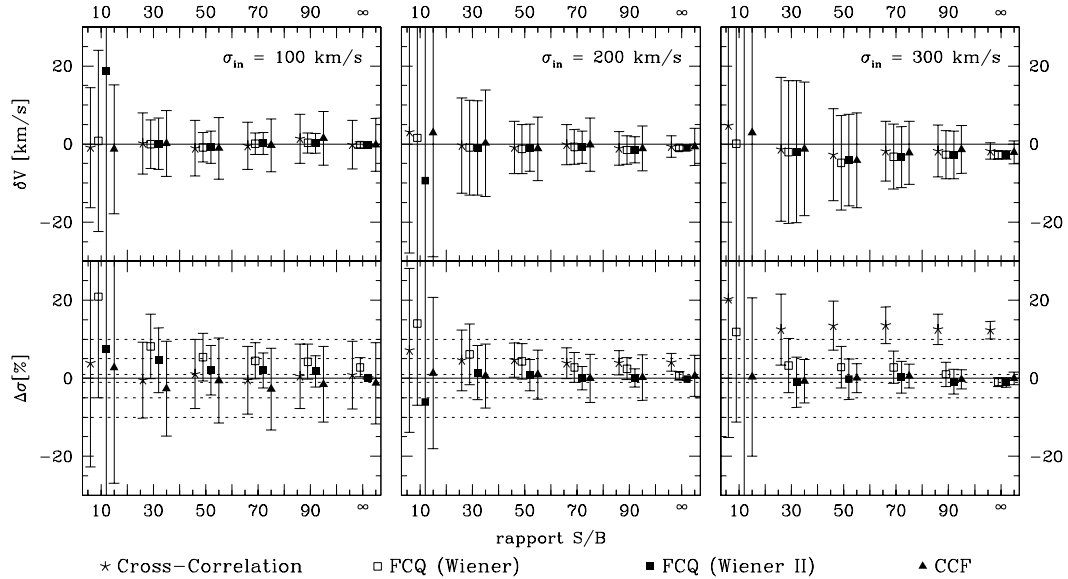 10 30 50 70 90 ∞ 10 30 50 70 90 ∞ 10 30 50 70 90 ∞
σin = 100 km/s σin = 200 km/s σin = 300 km/s
20 20
δV [km/s]
0 0
-20 -20
20 20
Δσ[%]
0 0
-20 -20
10 30 50 70 90 ∞ 10 30 50 70 90 ∞ 10 30 50 70 90 ∞
rapport S/B
Cross-Correlation FCQ (Wiener) FCQ (Wiener II) CCF